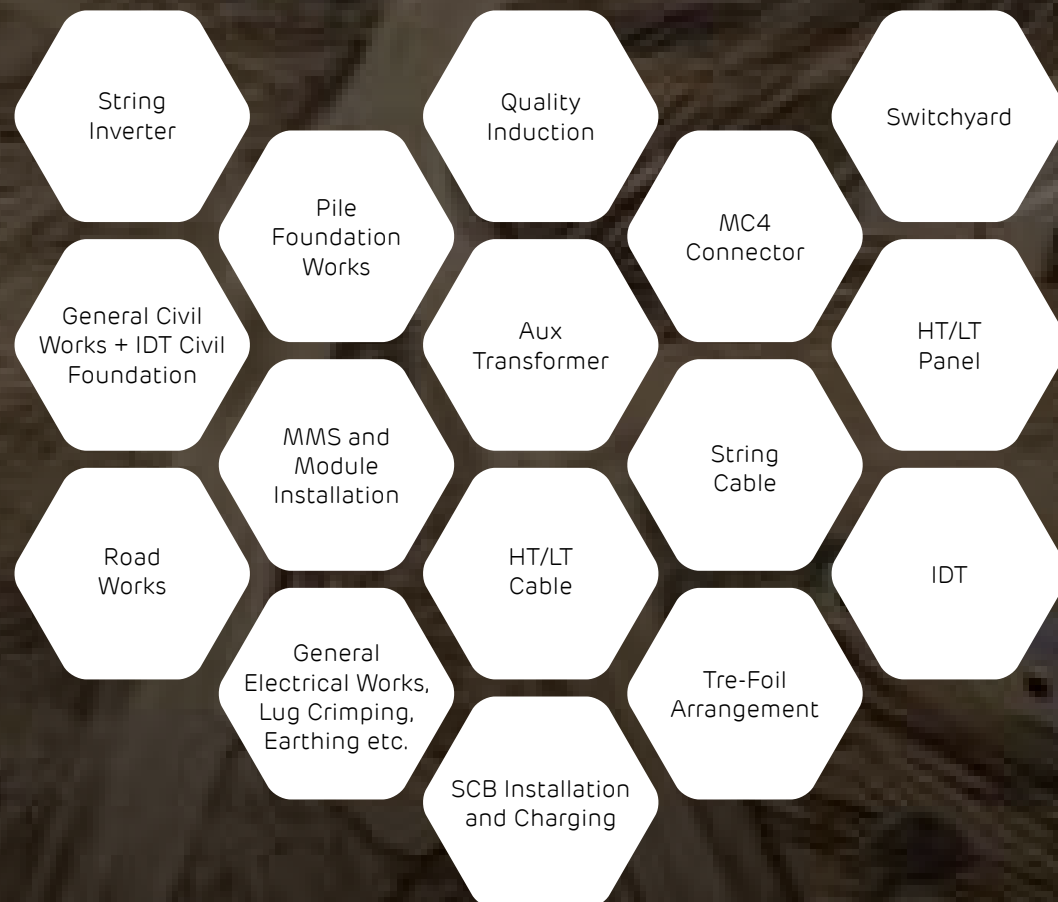 String
Inverter
Quality
Induction
Switchyard
Pile
Foundation
Works
MC4
Connector
General Civil
Works + IDT Civil
Foundation
Aux
Transformer
HT/LT
Panel
MMS and
Module
Installation
String
Cable
Road
Works
HT/LT
Cable
IDT
General
Electrical Works,
Lug Crimping,
Earthing etc.
Tre-Foil
Arrangement
SCB Installation
and Charging